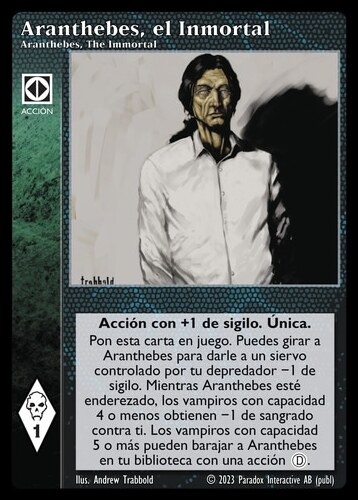 Aranthebes, el Inmortal
Aranthebes, The Immortal
ACCIÓN
trabbold
Acción con +1 de sigilo. Única.
Pon esta carta en juego. Puedes girar a
Aranthebes para darle a un siervo
controlado por tu depredador −1 de
sigilo. Mientras Aranthebes esté
enderezado, los vampiros con capacidad
4 o menos obtienen −1 de sangrado
contra ti. Los vampiros con capacidad
5 o más pueden barajar a Aranthebes
en tu biblioteca con una acción Ⓓ.
1
Illus. Andrew Trabbold
© 2023 Paradox Interactive AB (publ)